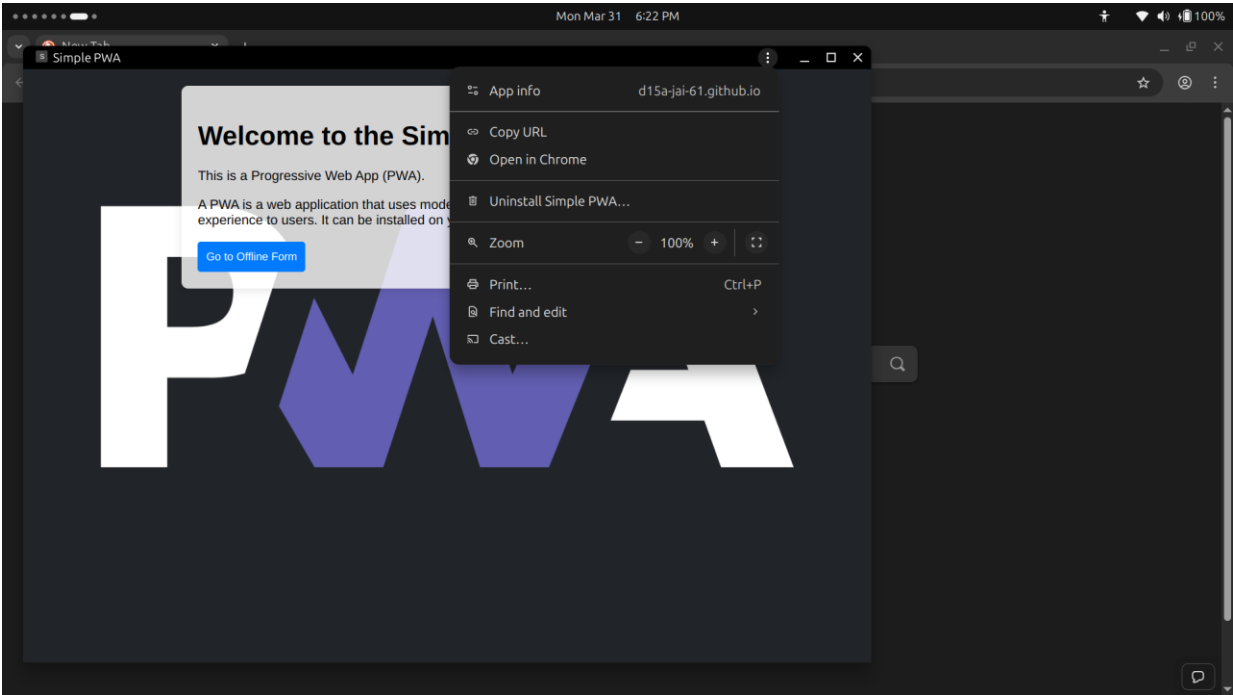 Mon Mar 31 6:22 PM
100%
New Tab
S Simple PWA
App info d15a-jai-61.github.io
Copy URL
Open in Chrome
Uninstall Simple PWA...
Zoom - 100% +
Print... Ctrl+P
Find and edit
Cast...
Welcome to the Sim
This is a Progressive Web App (PWA).
A PWA is a web application that uses mode
experience to users. It can be installed on
Go to Offline Form
PWA